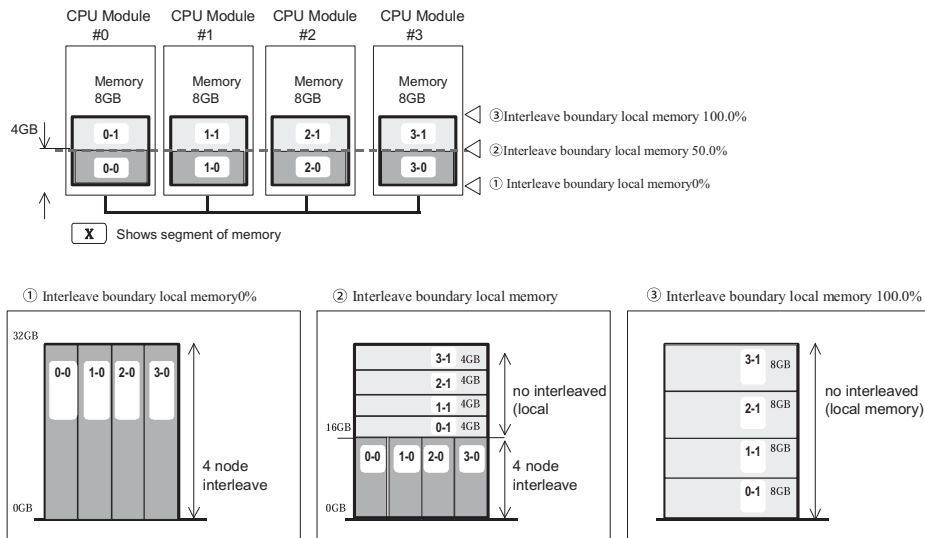 CPU Module #0
CPU Module #1
CPU Module #2
CPU Module #3
Memory 8GB
Memory 8GB
Memory 8GB
Memory 8GB
4GB
0-1
1-1
2-1
3-1
0-0
1-0
2-0
3-0
③Interleave boundary local memory 100.0%
②Interleave boundary local memory 50.0%
① Interleave boundary local memory0%
X Shows segment of memory
① Interleave boundary local memory0%
32GB
0-0
1-0
2-0
3-0
4 node
interleave
0GB
② Interleave boundary local memory
3-1 4GB
2-1 4GB
1-1 4GB
0-1 4GB
no interleaved
(local
16GB
0-0
1-0
2-0
3-0
4 node
interleave
0GB
③ Interleave boundary local memory 100.0%
3-1 8GB
2-1 8GB
1-1 8GB
0-1 8GB
no interleaved
(local memory)